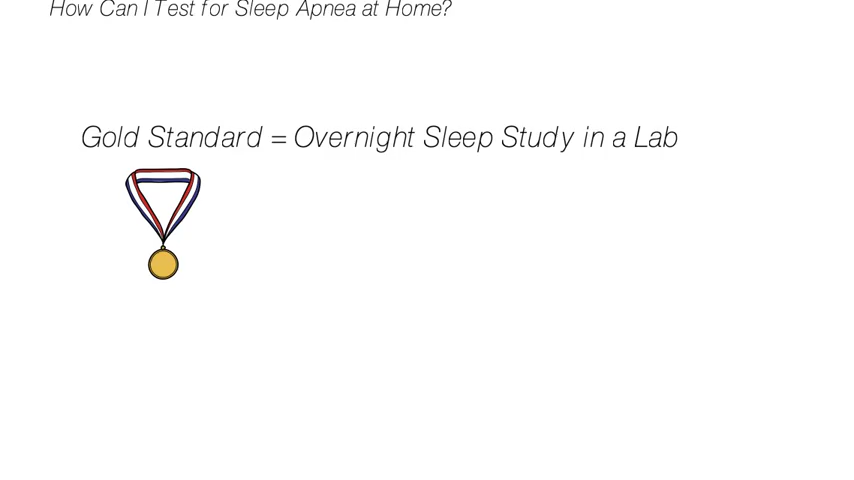 How Can I Test for Sleep Apnea at Home?
Gold Standard = Overnight Sleep Study in a Lab